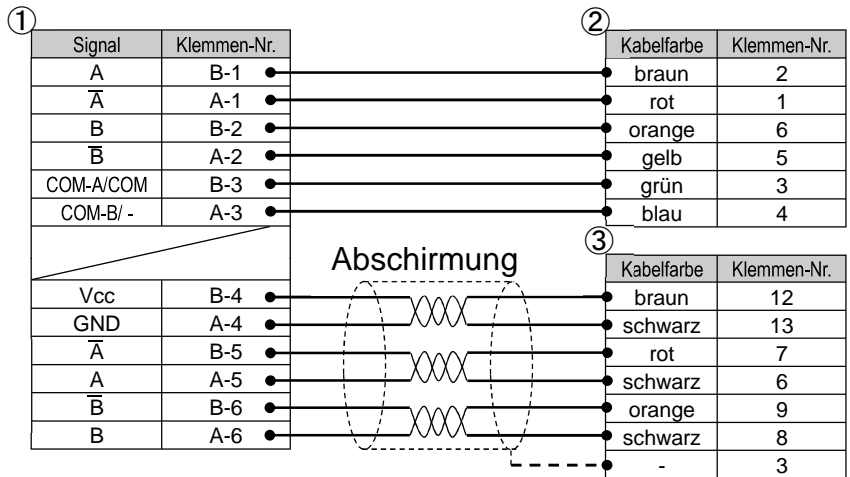 ① ②
Signal Klemmen-Nr. Kabelfarbe Klemmen-Nr.
A B-1 braun 2
A̅ A-1 rot 1
B B-2 orange 6
B̅ A-2 gelb 5
COM-A/COM B-3 grün 3
COM-B/ - A-3 blau 4
③
Abschirmung Kabelfarbe Klemmen-Nr.
Vcc B-4 braun 12
GND A-4 schwarz 13
A̅ B-5 rot 7
A A-5 schwarz 6
B̅ B-6 orange 9
B A-6 schwarz 8
- 3